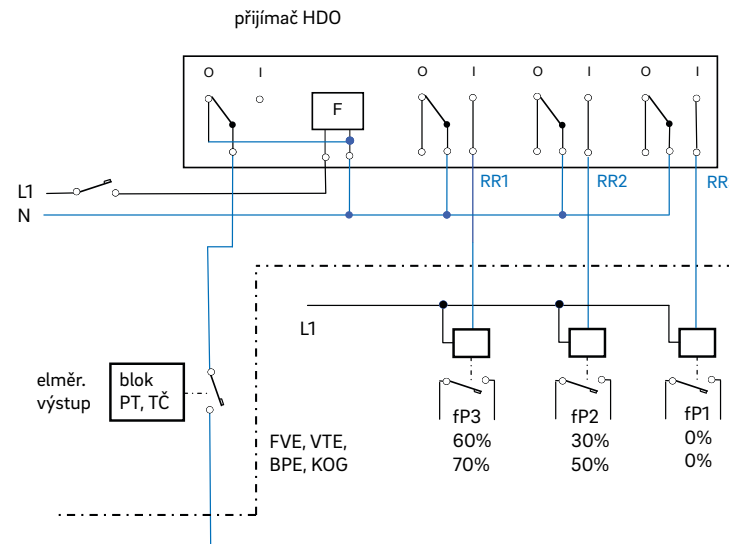 přijímač HDO
O I O I O I O I
F
RR1 RR2 RR
L1
N
L1
elměr.
výstup
blok
PT, TČ
fP3 fP2 fP1
FVE, VTE, 60% 30% 0%
BPE, KOG 70% 50% 0%